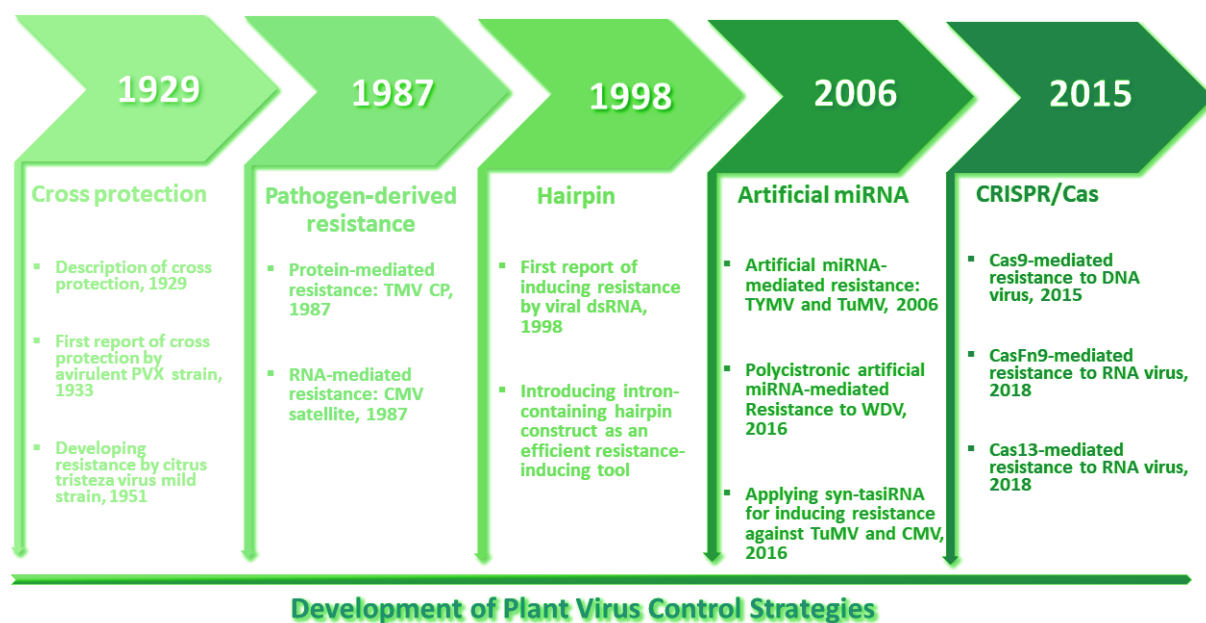 1929
1987
1998
2006
2015
Cross protection
▪ Description of cross
protection, 1929
▪ First report of cross
protection by
avirulent PVX strain,
1933
▪ Developing
resistance by citrus
tristeza virus mild
strain, 1951
Pathogen-derived
resistance
▪ Protein-mediated
resistance: TMV CP,
1987
▪ RNA-mediated
resistance: CMV
satellite, 1987
Hairpin
▪ First report of
inducing resistance
by viral dsRNA,
1998
▪ Introducing intron-
containing hairpin
construct as an
efficient resistance-
inducing tool
Artificial miRNA
▪ Artificial miRNA-
mediated resistance:
TYMV and TuMV, 2006
▪ Polycistronic artificial
miRNA-mediated
Resistance to WDV,
2016
▪ Applying syn-tasiRNA
for inducing resistance
against TuMV and CMV,
2016
CRISPR/Cas
▪ Cas9-mediated
resistance to DNA
virus, 2015
▪ CasFn9-mediated
resistance to RNA virus,
2018
▪ Cas13-mediated
resistance to RNA virus,
2018
Development of Plant Virus Control Strategies